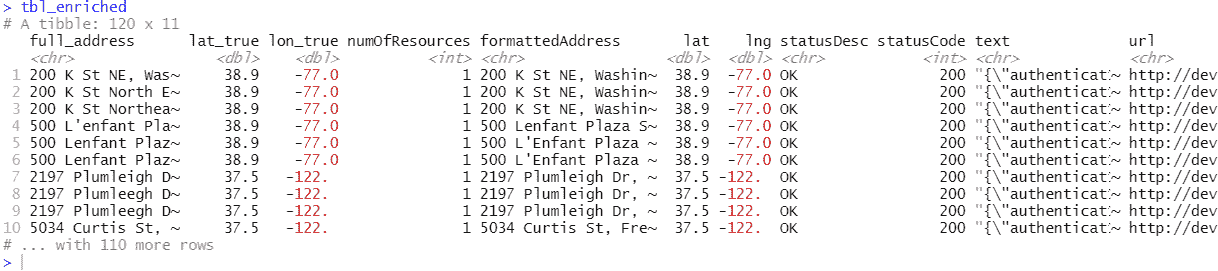 > tbl_enriched
# A tibble: 120 x 11
full_address lat_true lon_true numOfResources formattedAddress lat lng statusDesc statusCode text url
<chr> <dbl> <dbl> <int> <chr> <dbl> <dbl> <chr> <int> <chr> <chr>
1 200 K St NE, Was~ 38.9 -77.0 1 200 K St NE, Washin~ 38.9 -77.0 OK 200 "{\"authenticat~ http://dev
2 200 K St North E~ 38.9 -77.0 1 200 K St NE, Washin~ 38.9 -77.0 OK 200 "{\"authenticat~ http://dev
3 200 K St Northea~ 38.9 -77.0 1 200 K St NE, Washin~ 38.9 -77.0 OK 200 "{\"authenticat~ http://dev
4 500 L'enfant Pla~ 38.9 -77.0 1 500 Lenfant Plaza S~ 38.9 -77.0 OK 200 "{\"authenticat~ http://dev
5 500 Lenfant Plaz~ 38.9 -77.0 1 500 L'Enfant Plaza ~ 38.9 -77.0 OK 200 "{\"authenticat~ http://dev
6 500 Lenfant Plaz~ 38.9 -77.0 1 500 L'Enfant Plaza ~ 38.9 -77.0 OK 200 "{\"authenticat~ http://dev
7 2197 Plumleigh D~ 37.5 -122. 1 2197 Plumleigh Dr, ~ 37.5 -122. OK 200 "{\"authenticat~ http://dev
8 2197 Plumleegh D~ 37.5 -122. 1 2197 Plumleigh Dr, ~ 37.5 -122. OK 200 "{\"authenticat~ http://dev
9 2197 Plumleegh D~ 37.5 -122. 1 2197 Plumleigh Dr, ~ 37.5 -122. OK 200 "{\"authenticat~ http://dev
10 5034 Curtis St, ~ 37.5 -122. 1 5034 Curtis St, Fre~ 37.5 -122. OK 200 "{\"authenticat~ http://dev
# ... with 110 more rows
>